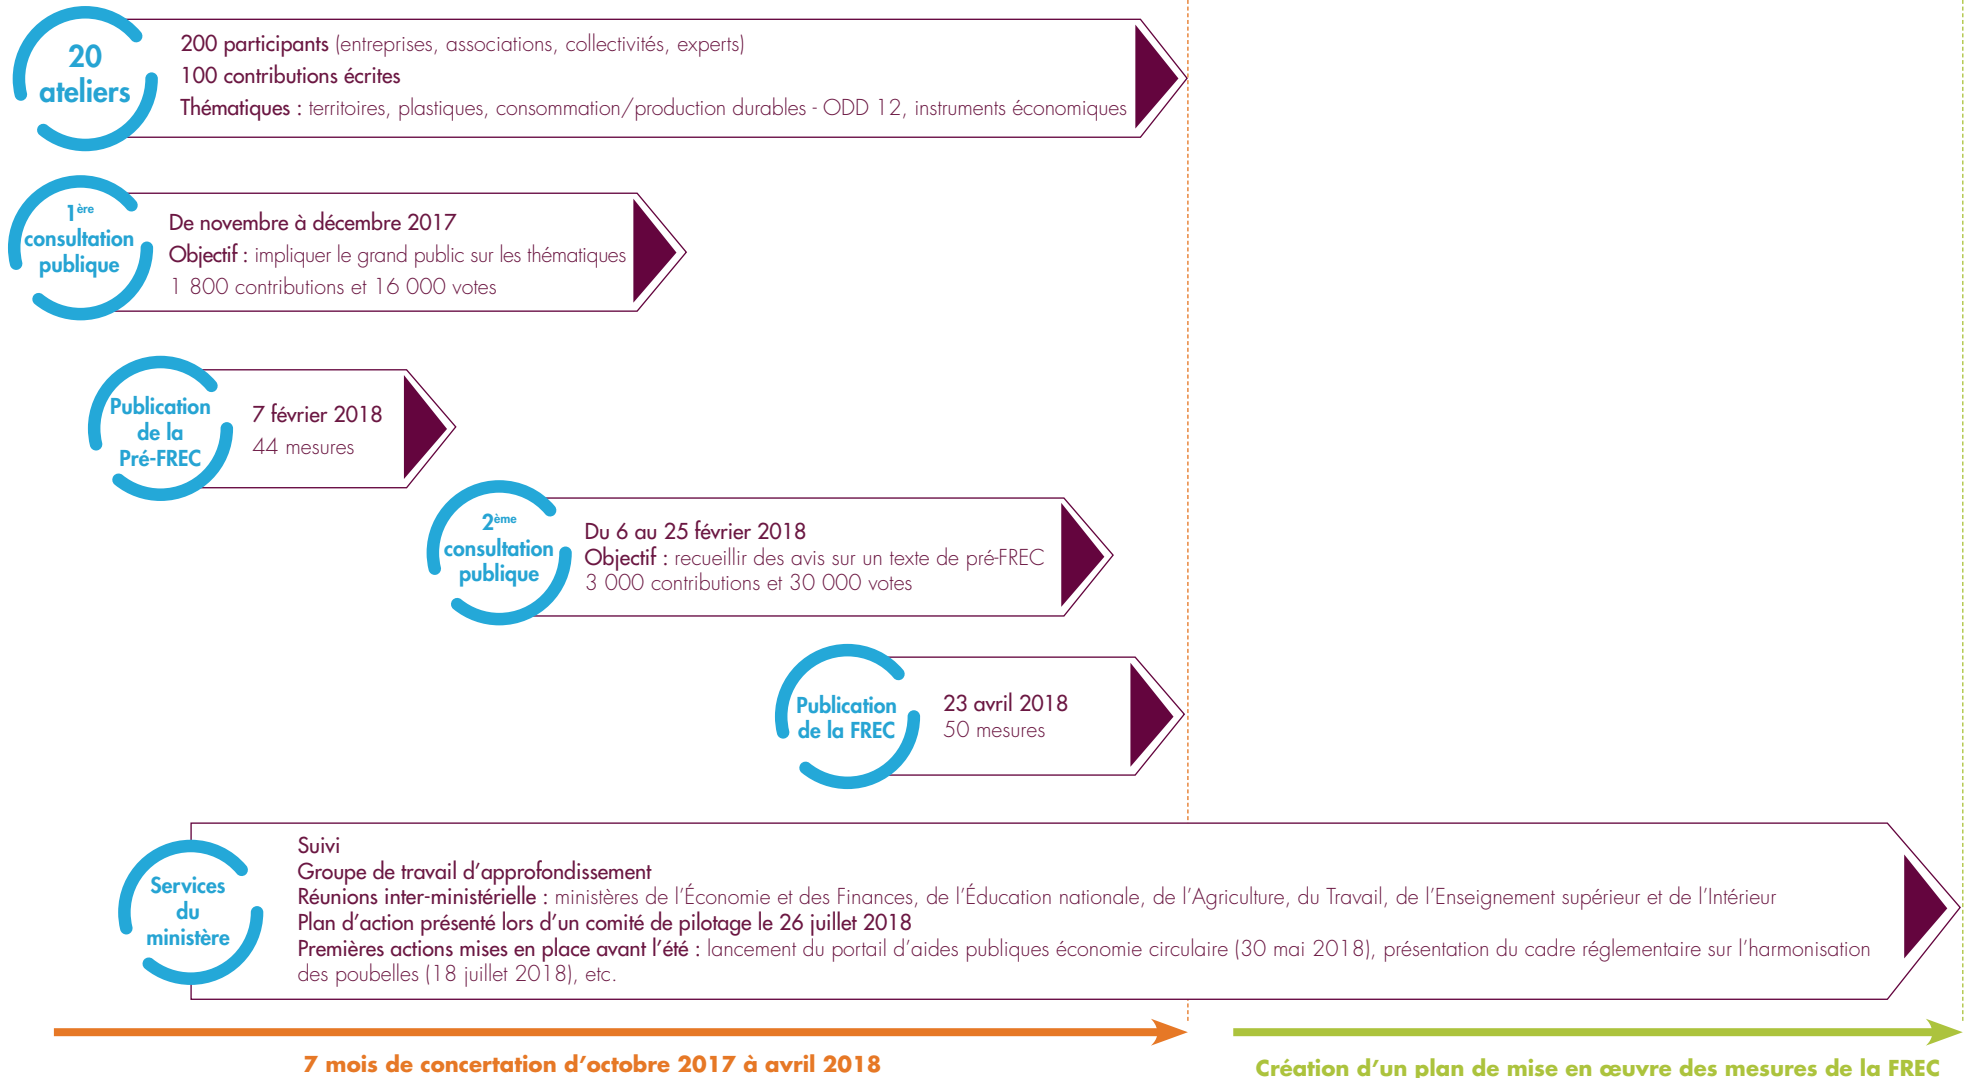 20
ateliers
200 participants (entreprises, associations, collectivités, experts)
100 contributions écrites
Thématiques : territoires, plastiques, consommation/production durables - ODD 12, instruments économiques
1ère
consultation
publique
De novembre à décembre 2017
Objectif : impliquer le grand public sur les thématiques
1 800 contributions et 16 000 votes
Publication
de la
Pré-FREC
7 février 2018
44 mesures
2ème
consultation
publique
Du 6 au 25 février 2018
Objectif : recueillir des avis sur un texte de pré-FREC
3 000 contributions et 30 000 votes
Publication
de la FREC
23 avril 2018
50 mesures
Services
du
ministère
Suivi
Groupe de travail d'approfondissement
Réunions inter-ministérielle : ministères de l'Économie et des Finances, de l'Éducation nationale, de l'Agriculture, du Travail, de l'Enseignement supérieur et de l'Intérieur
Plan d'action présenté lors d'un comité de pilotage le 26 juillet 2018
Premières actions mises en place avant l'été : lancement du portail d'aides publiques économie circulaire (30 mai 2018), présentation du cadre réglementaire sur l'harmonisation
des poubelles (18 juillet 2018), etc.
7 mois de concertation d'octobre 2017 à avril 2018
Création d'un plan de mise en œuvre des mesures de la FREC